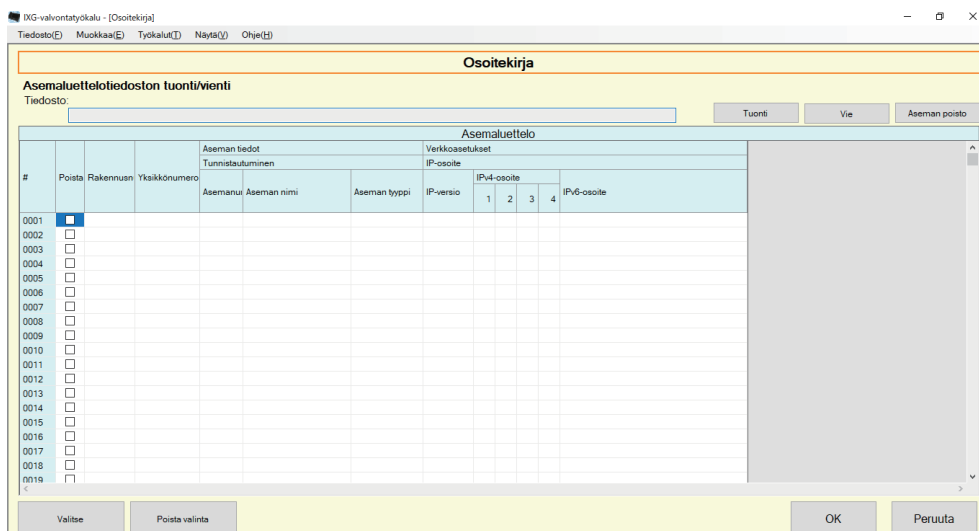 IXG-valvontatyökalu - [Osoitekirja]
Tiedosto(F) Muokkaa(E) Työkalut(T) Näytä(V) Ohje(H)
Osoitekirja
Asemaluettelotiedoston tuonti/vienti
Tiedosto:
Tuonti Vie Aseman poisto
Asemaluettelo
Aseman tiedot Verkkoasetukset
Tunnistautuminen IP-osoite
# Poista Rakennusn Yksikkönumero Asemanu Aseman nimi Aseman tyyppi IP-versio IPv4-osoite IPv6-osoite
1 2 3 4
0001
0002
0003
0004
0005
0006
0007
0008
0009
0010
0011
0012
0013
0014
0015
0016
0017
0018
0019
Valitse Poista valinta OK Peruuta